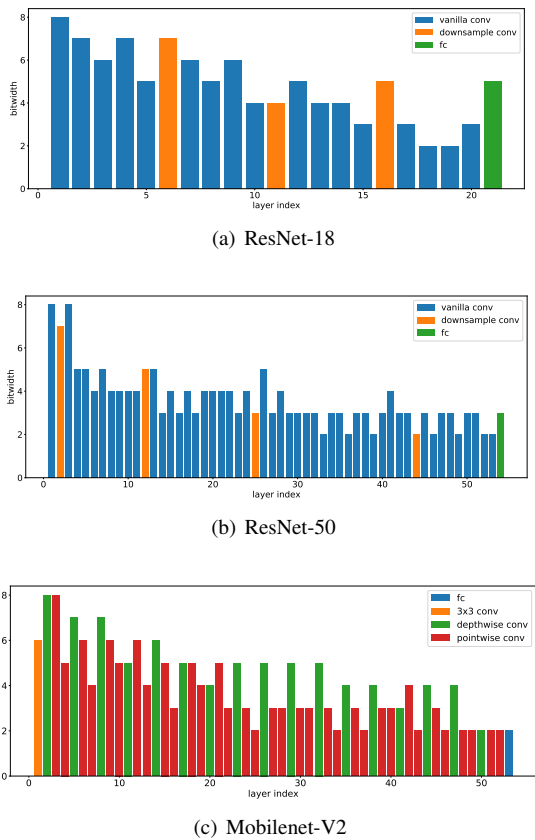 8
6
4
2
0
bitwidth
vanilla conv
downsample conv
fc
0 5 10 15 20
layer index
(a) ResNet-18
8
6
4
2
0
bitwidth
vanilla conv
downsample conv
fc
0 10 20 30 40 50
layer index
(b) ResNet-50
8
6
4
2
0
fc
3x3 conv
depthwise conv
pointwise conv
0 10 20 30 40 50
layer index
(c) Mobilenet-V2